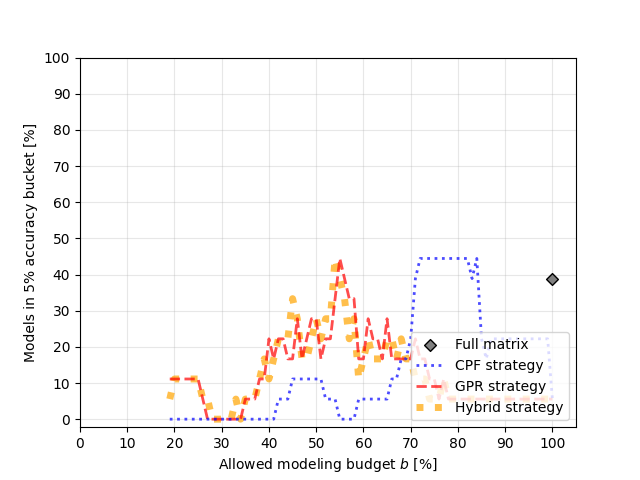 100
90
80
70
60
50
40
30
20
10
0
Models in 5% accuracy bucket [%]
Full matrix
CPF strategy
GPR strategy
Hybrid strategy
0 10 20 30 40 50 60 70 80 90 100
Allowed modeling budget b [%]